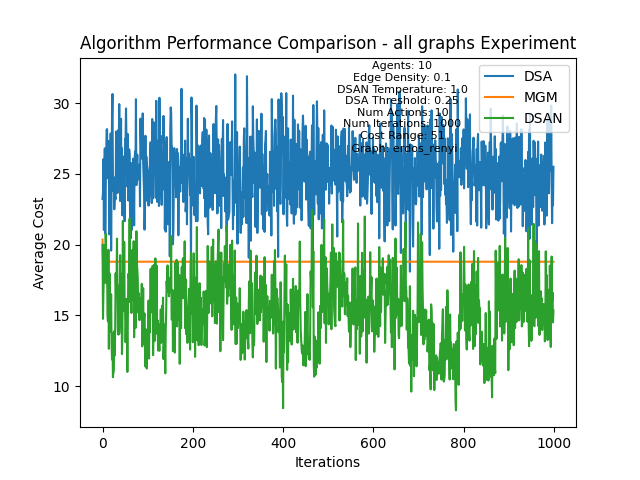 Algorithm Performance Comparison - all graphs Experiment
Agents: 10
Edge Density: 0.1
DSAN Temperature: 1.0
DSA Threshold: 0.25
Num Actions: 10
Num Iterations: 1000
Cost Range: 51
Graph: erdos_renyi
DSA
MGM
DSAN
Average Cost
30
25
20
15
10
0
200
400
600
800
1000
Iterations